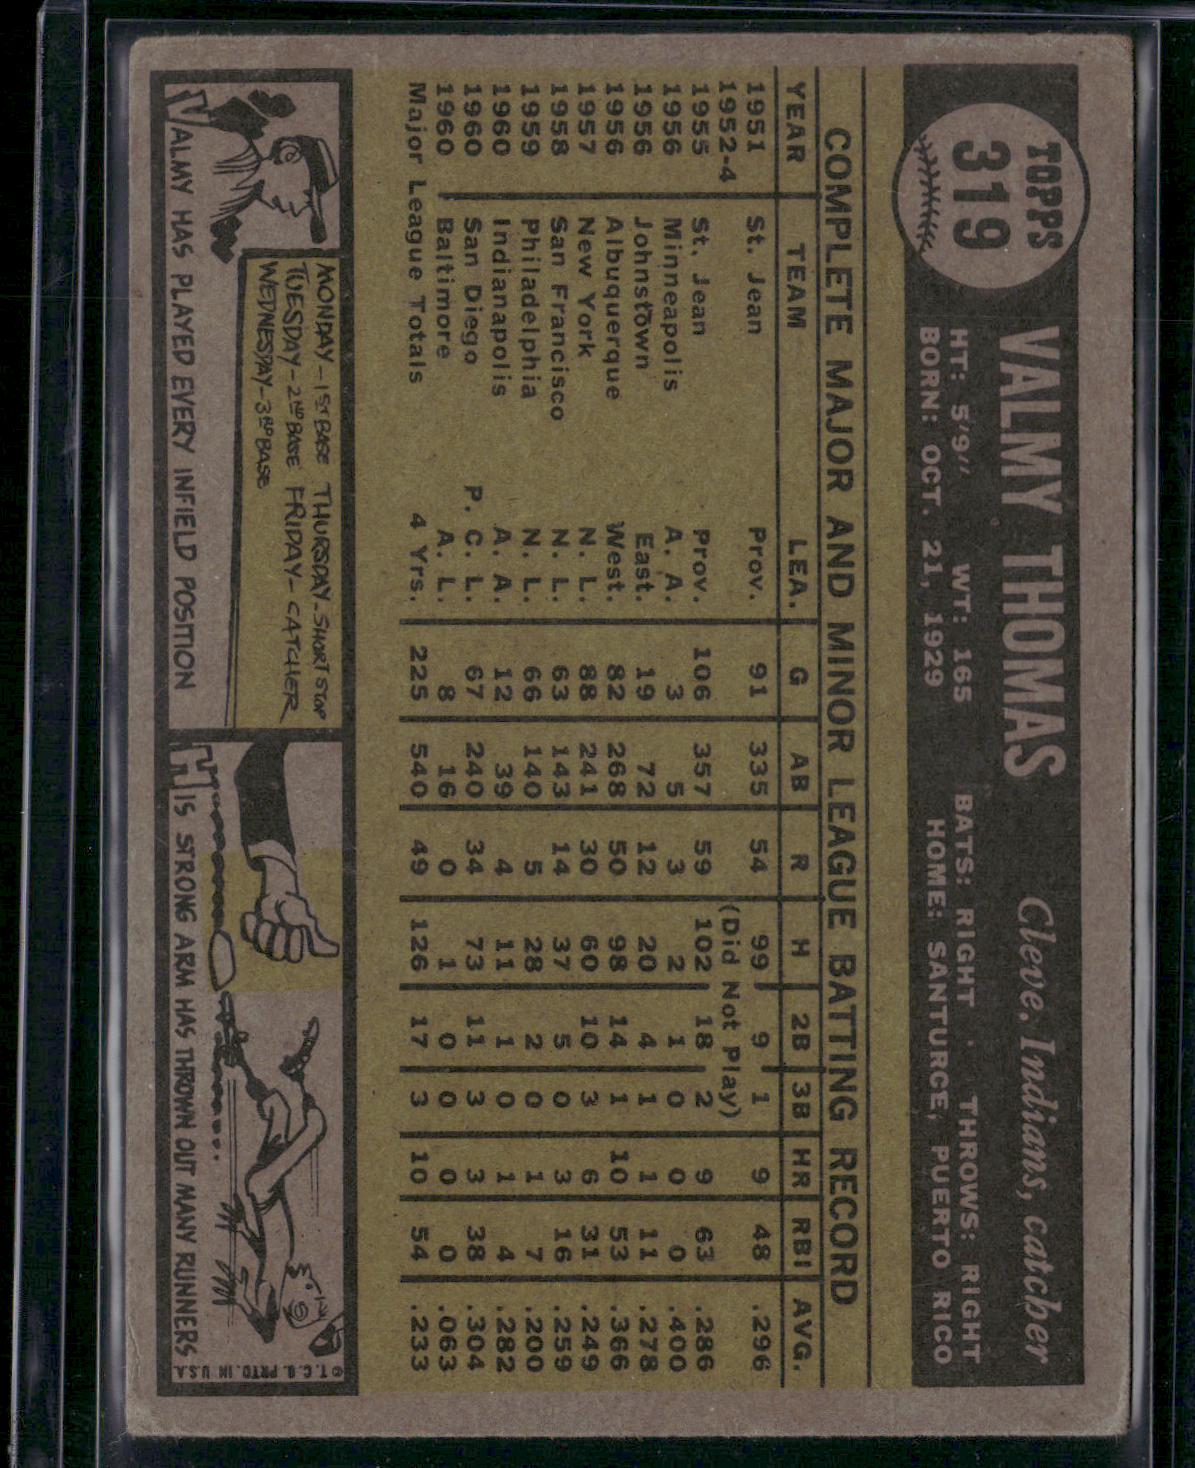 TOPPS
319
VALMY THOMAS Cleve. Indians, catcher
HT: 5'9" WT: 165 BATS: RIGHT THROWS: RIGHT
BORN: OCT. 21, 1929 HOME: SANTURCE, PUERTO RICO
COMPLETE MAJOR AND MINOR LEAGUE BATTING RECORD
YEAR TEAM LEA. G AB R H 2B 3B HR RBI AVG.
1951 St. Jean Prov. 91 335 54 99 9 1 9 48 .296
1952-4 (Did Not Play)
1955 St. Jean Prov. 106 357 59 102 18 2 9 63 .286
1956 Minneapolis A. A. 3 5 3 2 1 0 0 0 .400
1956 Johnstown East. 19 72 12 20 4 1 1 11 .278
1956 Albuquerque West. 82 268 50 98 14 1 10 53 .366
1957 New York N. L. 88 241 30 60 10 3 6 31 .249
1958 San Francisco N. L. 63 143 14 37 5 0 3 16 .259
1959 Philadelphia N. L. 66 140 5 28 2 0 1 7 .200
1960 Indianapolis A. A. 12 39 4 11 1 0 1 4 .282
1960 San Diego P. C. L. 67 240 34 73 11 3 3 38 .304
1960 Baltimore A. L. 8 16 0 1 0 0 0 0 .063
Major League Totals 4 Yrs. 225 540 49 126 17 3 10 54 .233
MONDAY-1ST BASE THURSDAY-SHORT STOP
TUESDAY-2ND BASE FRIDAY-CATCHER
WEDNESDAY-3RD BASE
VALMY HAS PLAYED EVERY INFIELD POSITION
HIS STRONG ARM HAS THROWN OUT MANY RUNNERS
©T.C.G. PRTD. IN U.S.A.